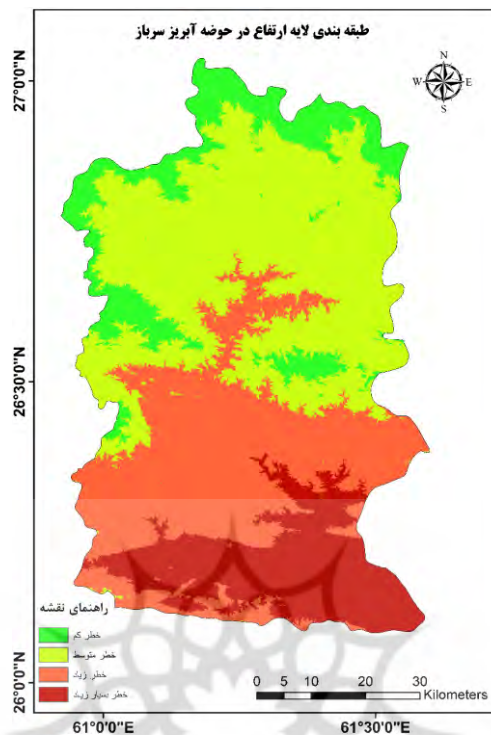 طبقه بندی لایه ارتفاع در حوضه آبریز سرباز
N
W E
S
27°0'0"N
26°30'0"N
26°0'0"N
راهنمای نقشه
خطر کم
خطر متوسط
خطر زیاد
خطر بسیار زیاد
0 5 10 20 30
Kilometers
61°0'0"E
61°30'0"E